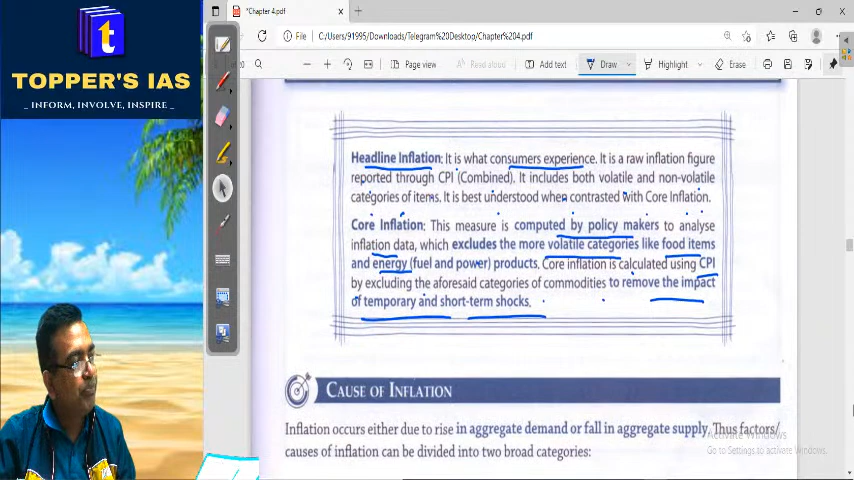 *Chapter 4.pdf
File
C:/Users/91995/Downloads/Telegram%20Desktop/Chapter%204.pdf
Page view
Read aloud
Add text
Draw
Highlight
Erase
TOPPER'S IAS
_ INFORM, INVOLVE, INSPIRE _
Headline Inflation: It is what consumers experience. It is a raw inflation figure
reported through CPI (Combined). It includes both volatile and non-volatile
categories of items. It is best understood when contrasted with Core Inflation.
Core Inflation: This measure is computed by policy makers to analyse
inflation data, which excludes the more volatile categories like food items
and energy (fuel and power) products. Core inflation is calculated using CPI
by excluding the aforesaid categories of commodities to remove the impact
of temporary and short-term shocks.
CAUSE OF INFLATION
Inflation occurs either due to rise in aggregate demand or fall in aggregate supply. Thus factors/
causes of inflation can be divided into two broad categories:
Activate Windows
Go to Settings to activate Windows.